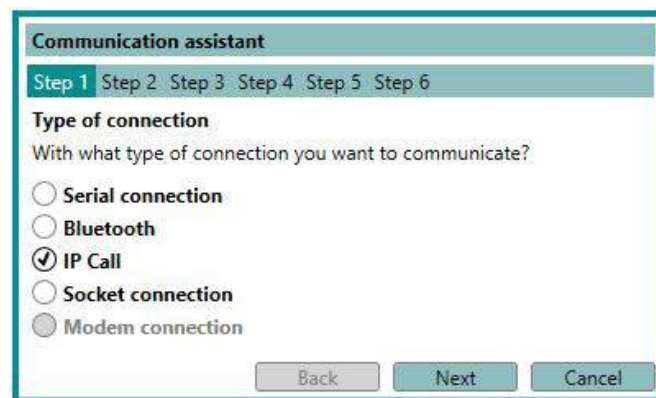 Communication assistant
Step 1 Step 2 Step 3 Step 4 Step 5 Step 6
Type of connection
With what type of connection you want to communicate?
Serial connection
Bluetooth
IP Call
Socket connection
Modem connection
Back Next Cancel